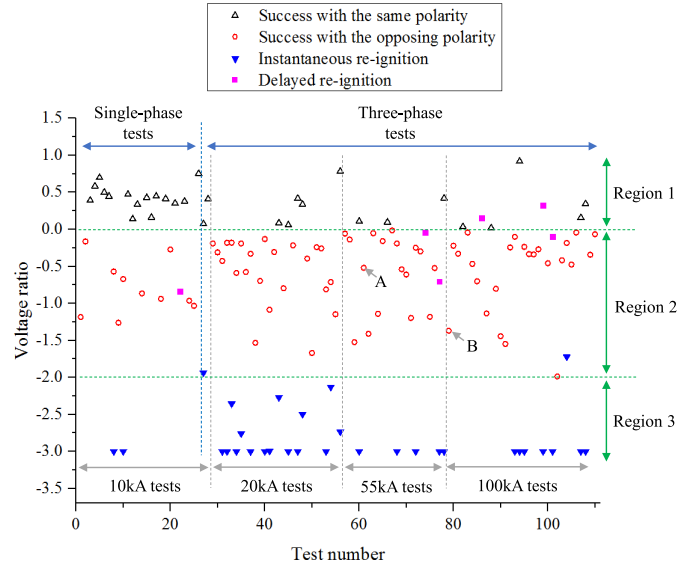 Success with the same polarity
Success with the opposing polarity
Instantaneous re-ignition
Delayed re-ignition
Single-phase
tests
Three-phase
tests
1.5
1.0
0.5
0.0
-0.5
-1.0
-1.5
-2.0
-2.5
-3.0
-3.5
Voltage ratio
A
B
Region 1
Region 2
Region 3
10kA tests
20kA tests
55kA tests
100kA tests
0
20
40
60
80
100
Test number